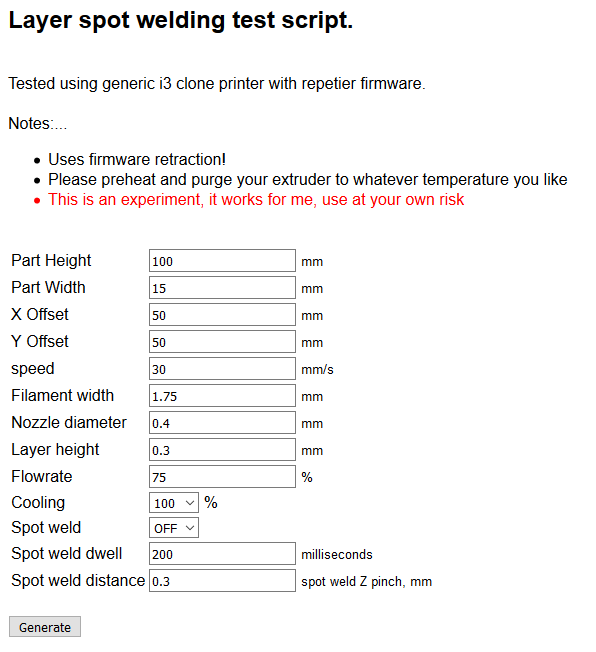 Layer spot welding test script.
Tested using generic i3 clone printer with repetier firmware.
Notes:...
Uses firmware retraction!
Please preheat and purge your extruder to whatever temperature you like
This is an experiment, it works for me, use at your own risk
Part Height 100 mm
Part Width 15 mm
X Offset 50 mm
Y Offset 50 mm
speed 30 mm/s
Filament width 1.75 mm
Nozzle diameter 0.4 mm
Layer height 0.3 mm
Flowrate 75 %
Cooling 100 %
Spot weld OFF
Spot weld dwell 200 milliseconds
Spot weld distance 0.3 spot weld Z pinch, mm
Generate